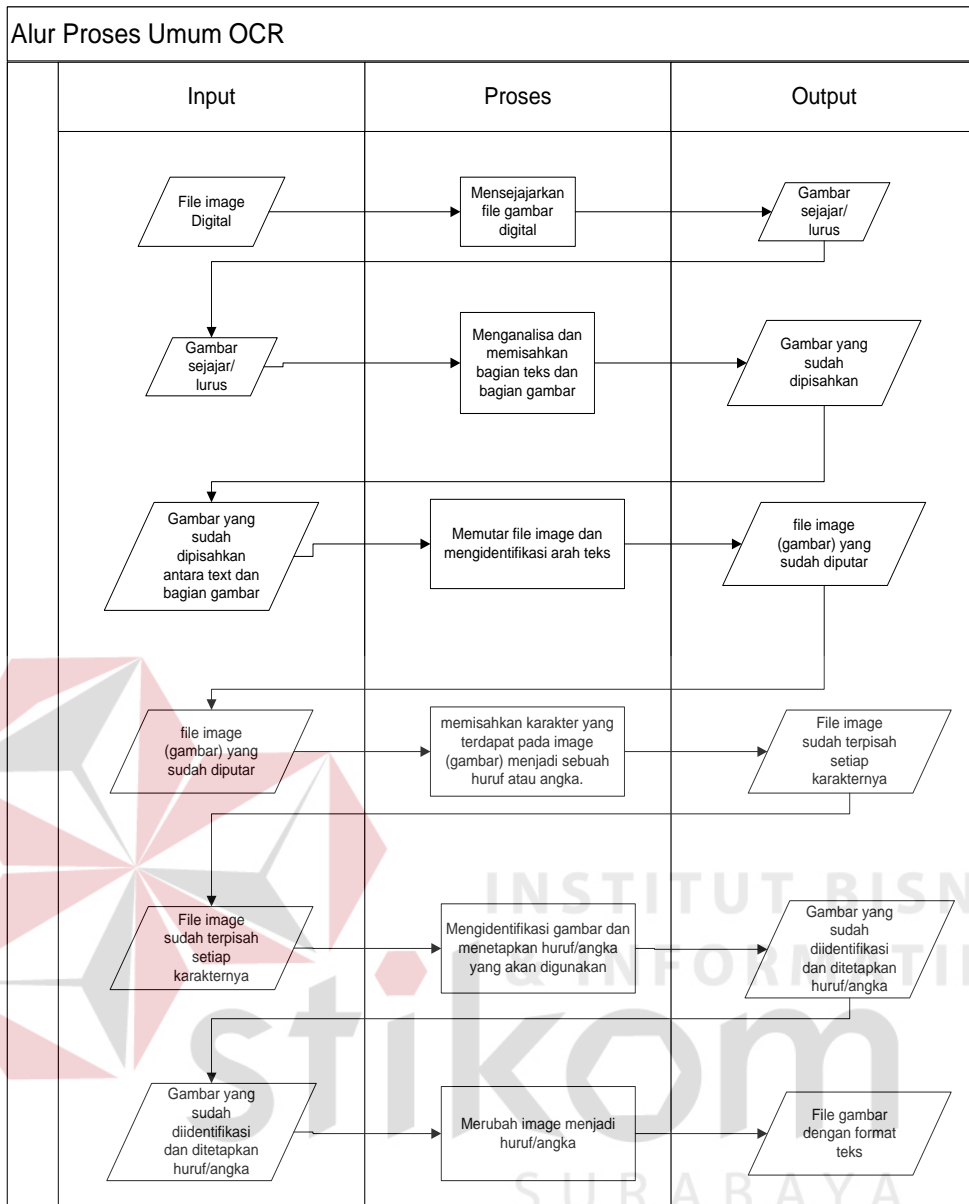 Alur Proses Umum OCR
Input
Proses
Output
File image
Digital
Mensejajarkan
file gambar
digital
Gambar
sejajar/
lurus
Gambar
sejajar/
lurus
Menganalisa dan
memisahkan
bagian teks dan
bagian gambar
Gambar yang
sudah
dipisahkan
Gambar yang
sudah
dipisahkan
antara text dan
bagian gambar
Memutar file image dan
mengidentifikasi arah teks
file image
(gambar) yang
sudah diputar
file image
(gambar) yang
sudah diputar
memisahkan karakter yang
terdapat pada image
(gambar) menjadi sebuah
huruf atau angka.
File image
sudah terpisah
setiap
karakternya
File image
sudah terpisah
setiap
karakternya
Mengidentifikasi gambar dan
menetapkan huruf/angka
yang akan digunakan
Gambar yang
sudah
diidentifikasi
dan ditetapkan
huruf/angka
Gambar yang
sudah
diidentifikasi
dan ditetapkan
huruf/angka
Merubah image menjadi
huruf/angka
File gambar
dengan format
teks
INSTITUT BISN
& INFORMATIK
stikom
SURABAYA